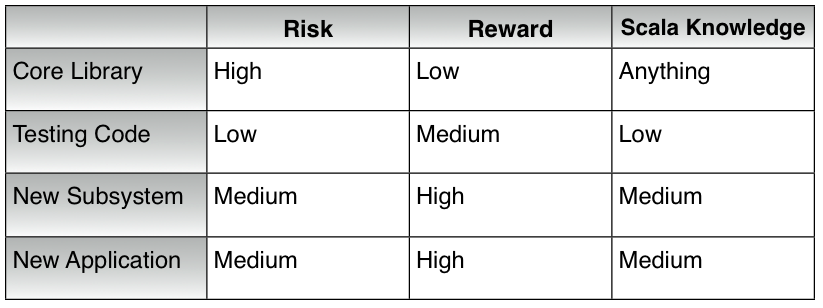 Risk Reward Scala Knowledge
Core Library High Low Anything
Testing Code Low Medium Low
New Subsystem Medium High Medium
New Application Medium High Medium